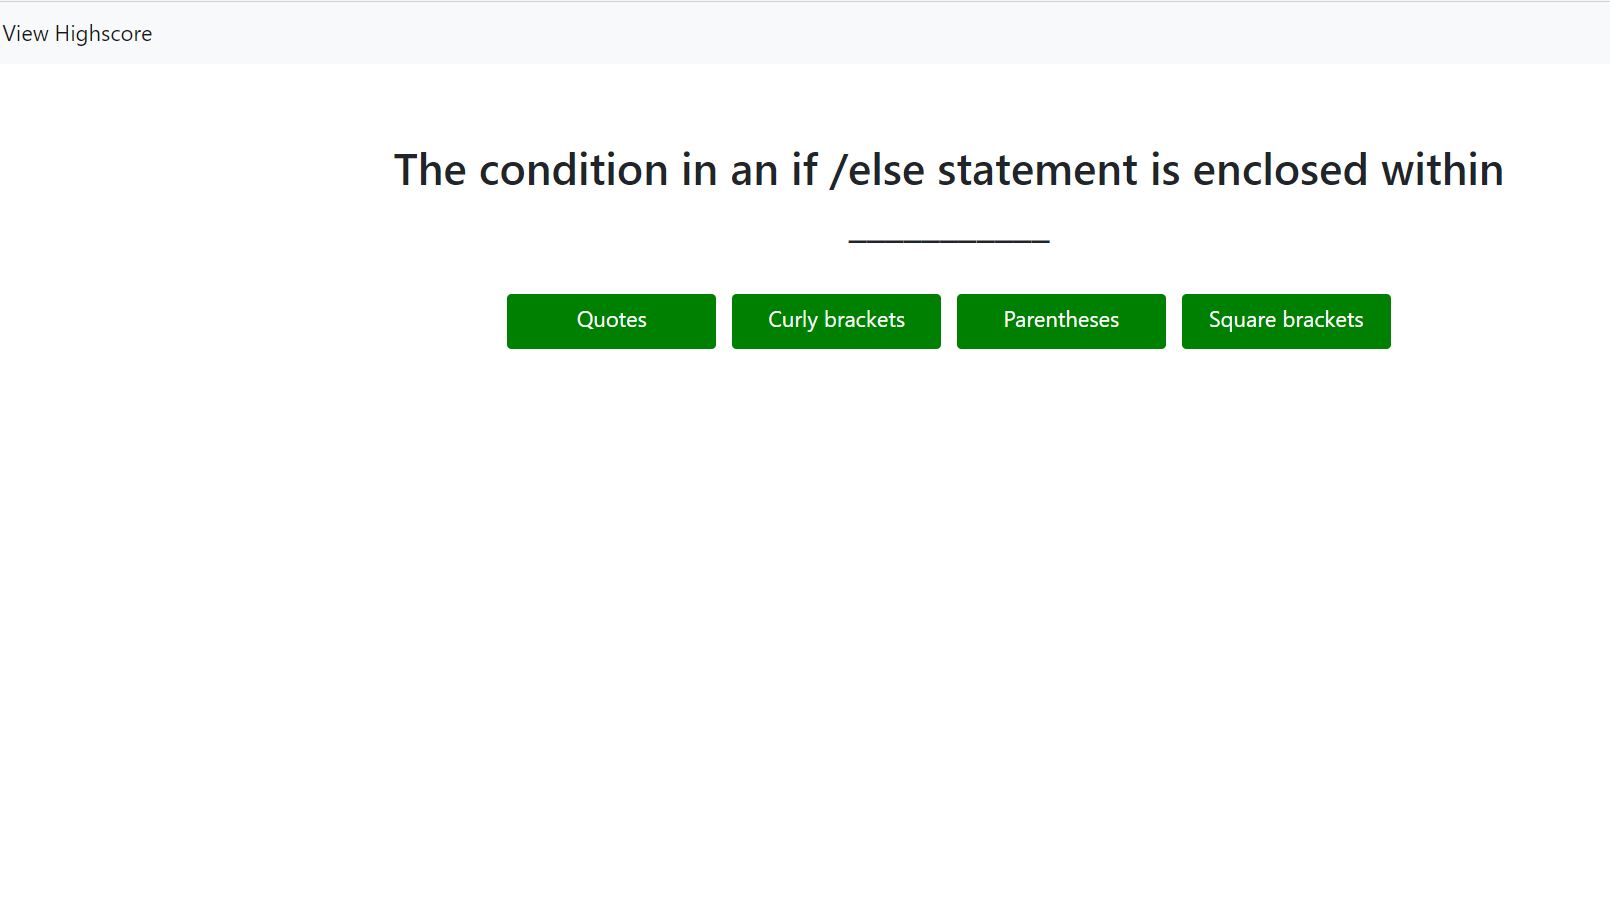 View Highscore
The condition in an if /else statement is enclosed within
___________
Quotes
Curly brackets
Parentheses
Square brackets